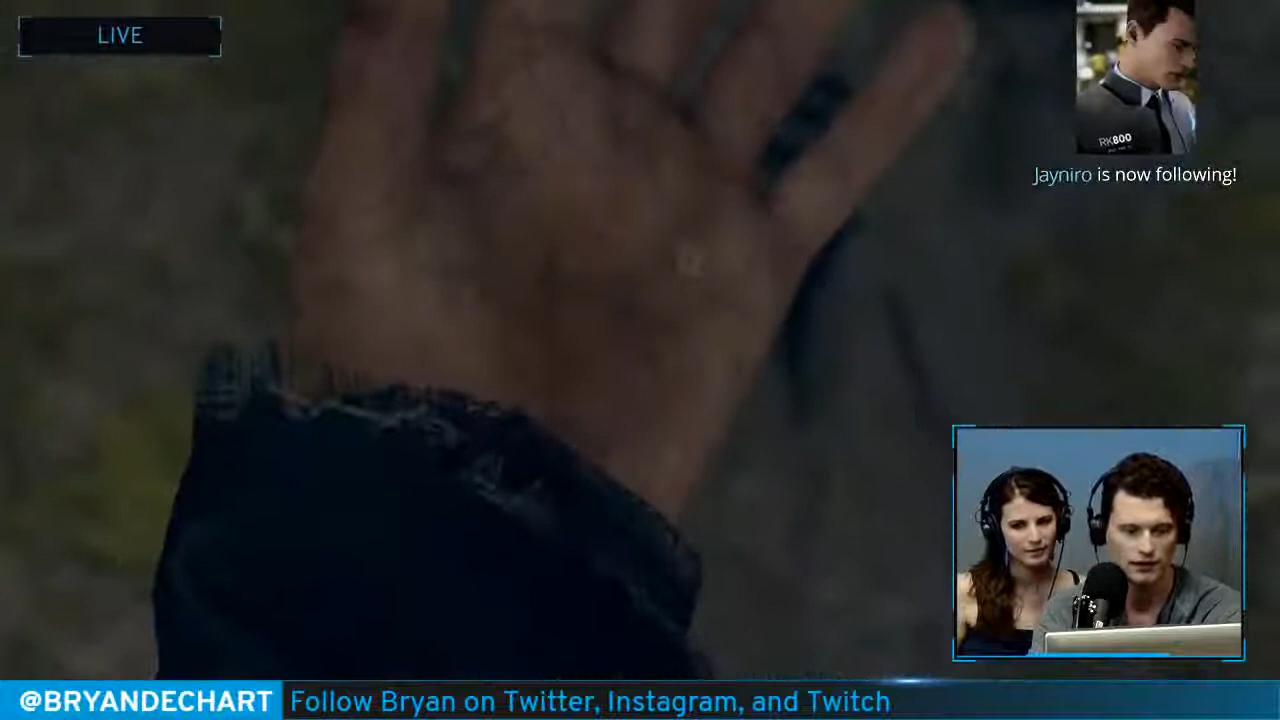 LIVE
RK800
Jayniro is now following!
@BRYANDECHART
Follow Bryan on Twitter, Instagram, and Twitch